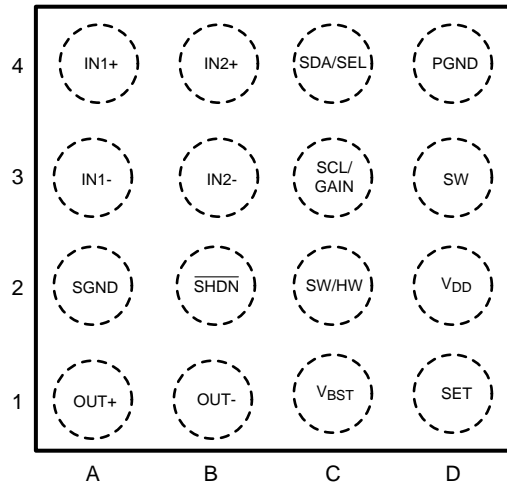 4 IN1+ IN2+ SDA/SEL PGND
3 IN1- IN2- SCL/
GAIN SW
2 SGND SHDN SW/HW VDD
1 OUT+ OUT- VBST SET
A B C D